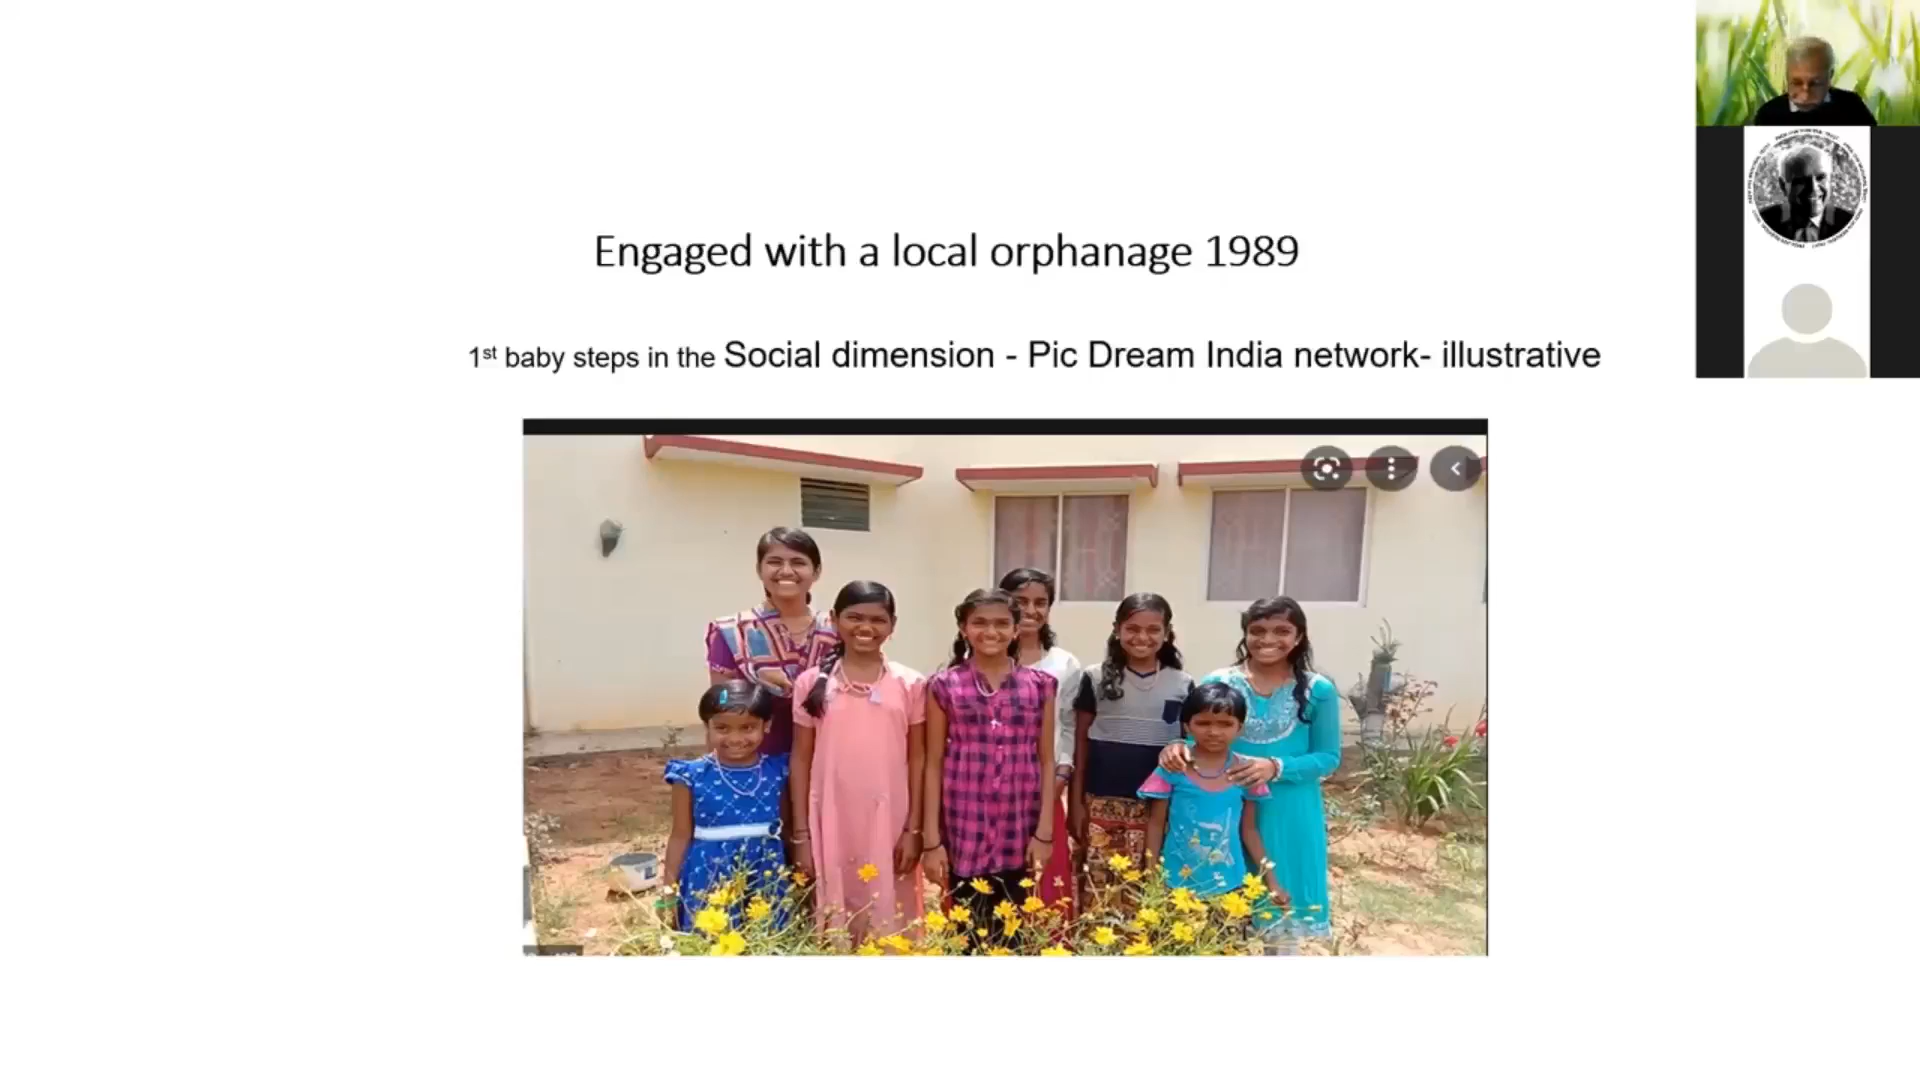 Engaged with a local orphanage 1989
1st baby steps in the Social dimension - Pic Dream India network- illustrative